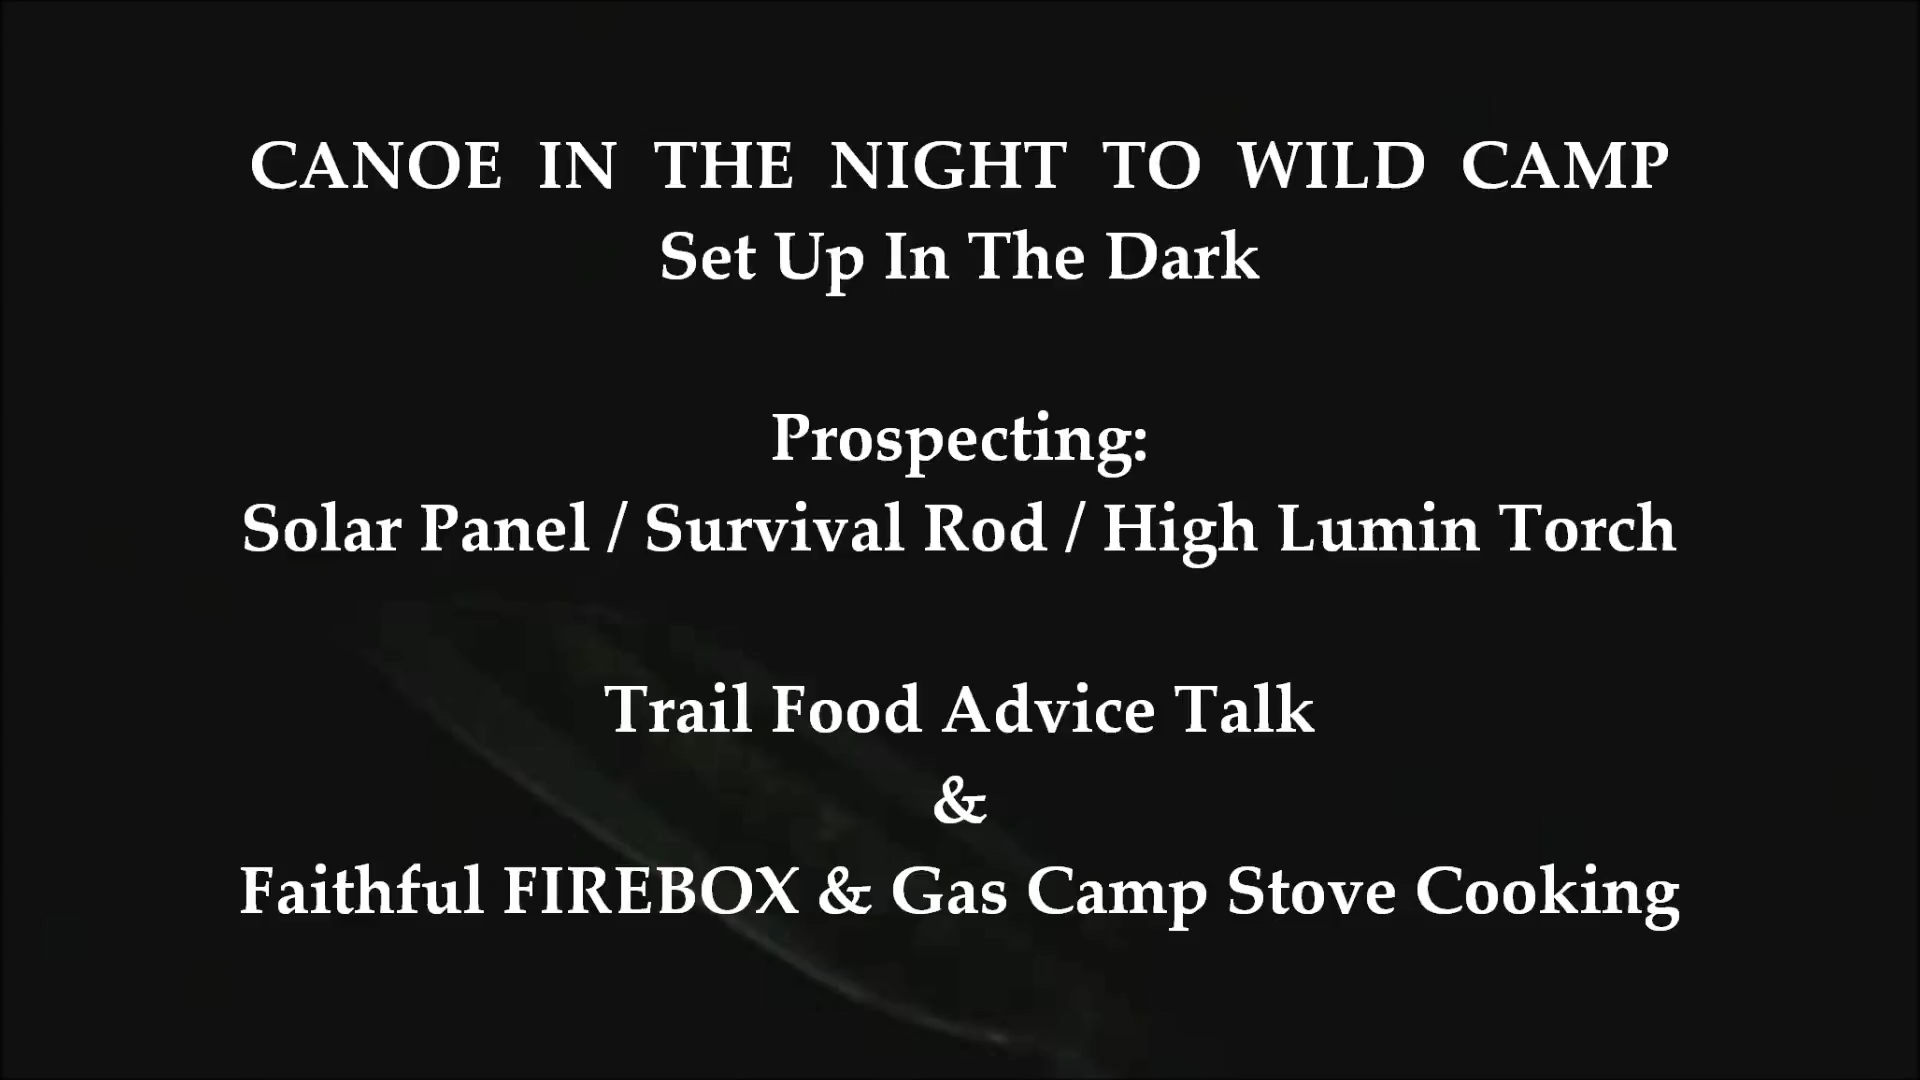 CANOE IN THE NIGHT TO WILD CAMP
Set Up In The Dark
Prospecting:
Solar Panel / Survival Rod / High Lumin Torch
Trail Food Advice Talk
&
Faithful FIREBOX & Gas Camp Stove Cooking